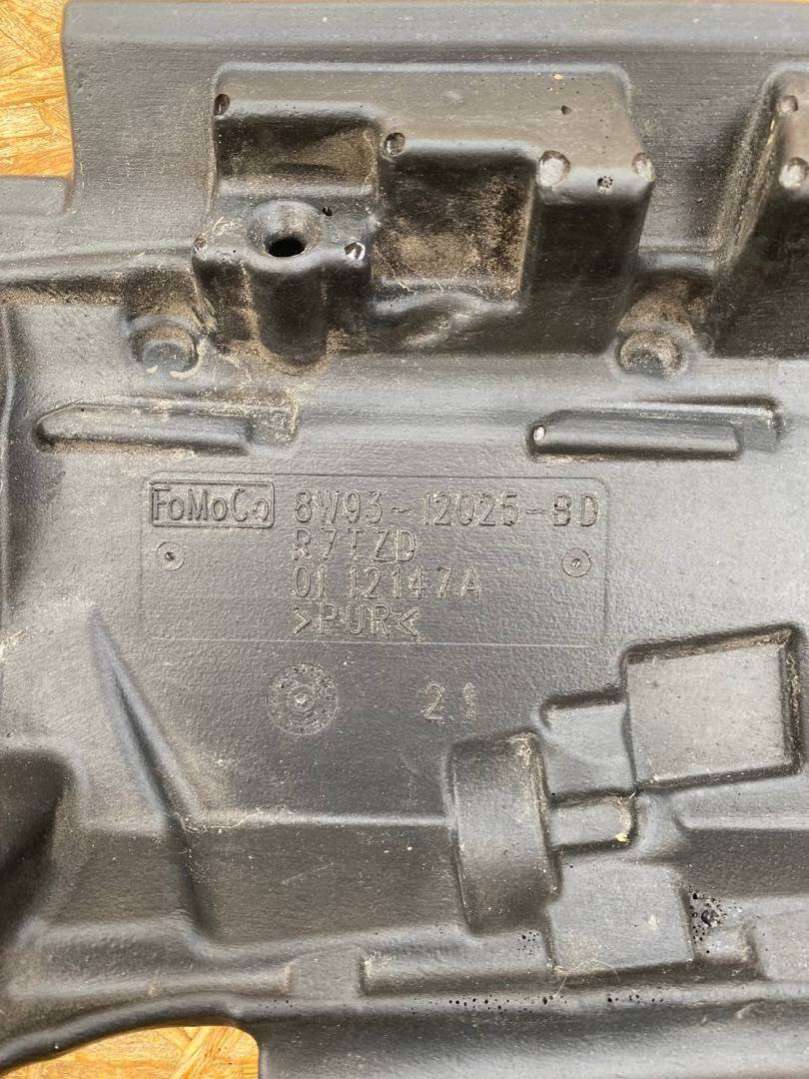 FoMoCo 8W93-12025-BD
R7TZD
01 12147A
>PUR<
21